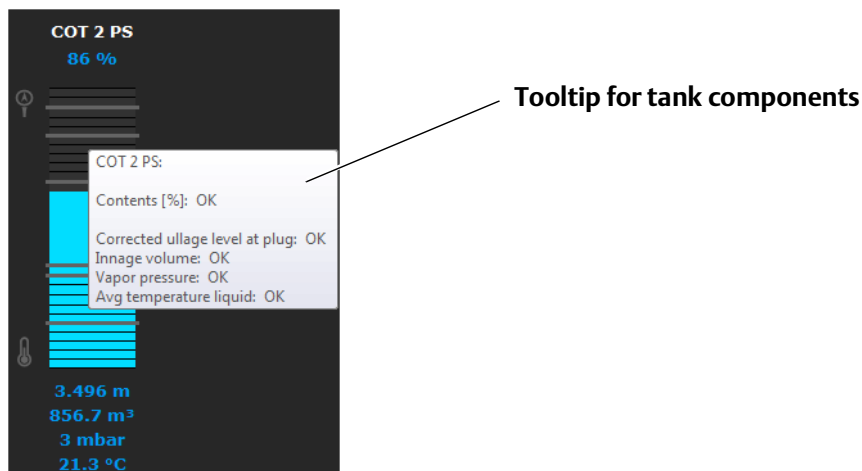 COT 2 PS
86 %
Tooltip for tank components
COT 2 PS:
Contents [%]: OK
Corrected ullage level at plug: OK
Innage volume: OK
Vapor pressure: OK
Avg temperature liquid: OK
3.496 m
856.7 m³
3 mbar
21.3 °C